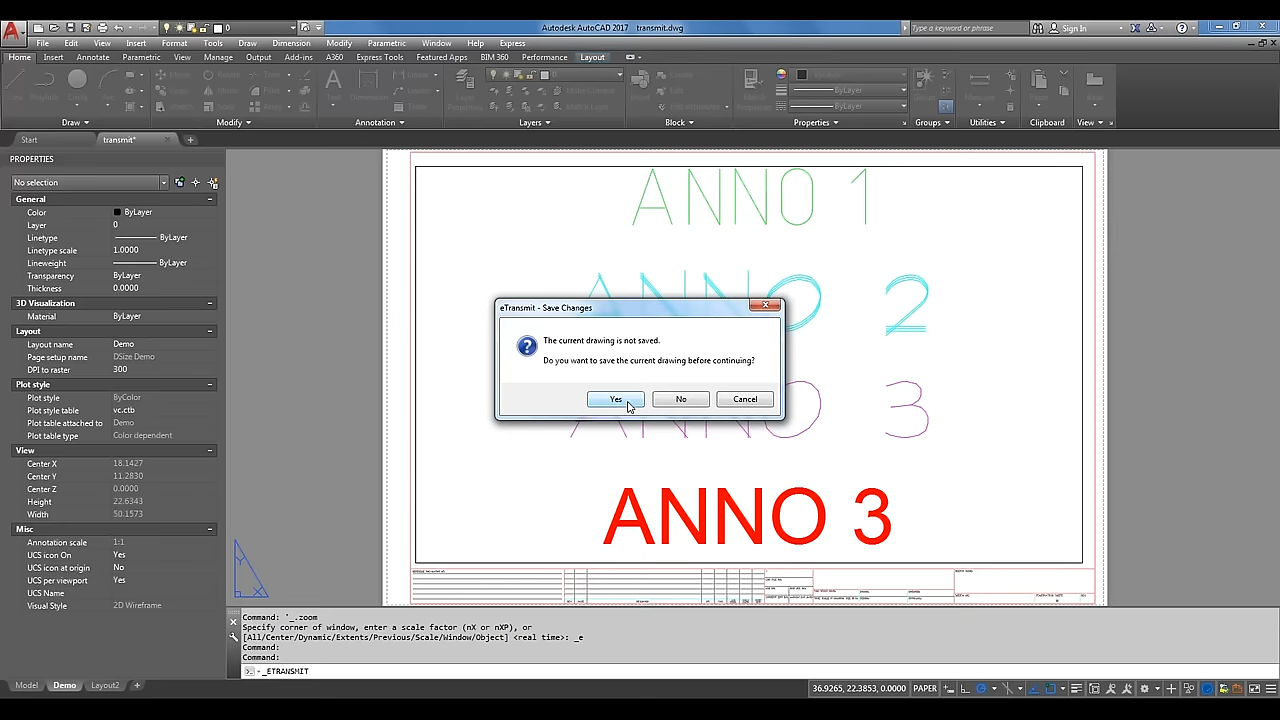 0
Autodesk AutoCAD 2017 transmit.dwg
Type a keyword or phrase
Sign In
File Edit View Insert Format Tools Draw Dimension Modify Parametric Window Help Express
Home Insert Annotate Parametric View Manage Output Add-ins A360 Express Tools Featured Apps BIM 360 Performance Layout
0
ByLayer
ByLayer
Draw Modify Annotation Layers Block Properties Groups Utilities Clipboard View
Start transmit*
PROPERTIES
No selection
General
Color ByLayer
Layer 0
Linetype ByLayer
Linetype scale 1.0000
Lineweight ByLayer
Transparency ByLayer
Thickness 0.0000
3D Visualization
Material ByLayer
Layout
Layout name Demo
Page setup name DSize Demo
DPI to raster 300
Plot style
Plot style ByColor
Plot style table vc.ctb
Plot table attached to Demo
Plot table type Color dependent
View
Center X 18.1427
Center Y 11.2830
Center Z 0.0000
Height 22.6343
Width 50.1573
Misc
Annotation scale 1:1
UCS icon On Yes
UCS icon at origin No
UCS per viewport Yes
UCS Name
Visual Style 2D Wireframe
ANNO 1
ANNO 2
eTransmit - Save Changes
The current drawing is not saved.
Do you want to save the current drawing before continuing?
Yes No Cancel
ANNO 3
ANNO 3
Y
X
Command: '_.zoom
Specify corner of window, enter a scale factor (nX or nXP), or
[All/Center/Dynamic/Extents/Previous/Scale/Window/Object] <real time>: _e
Command:
Command:
_ETRANSMIT
Model Demo Layout2 +
36.9265, 22.3853, 0.0000 PAPER